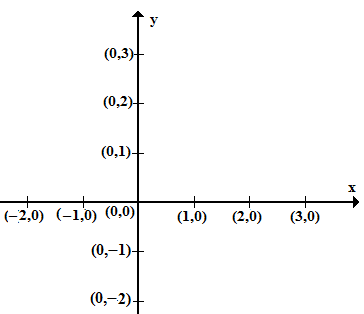 y
(0,3)
(0,2)
(0,1)
x
(−2,0) (−1,0) (0,0) (1,0) (2,0) (3,0)
(0,−1)
(0,−2)